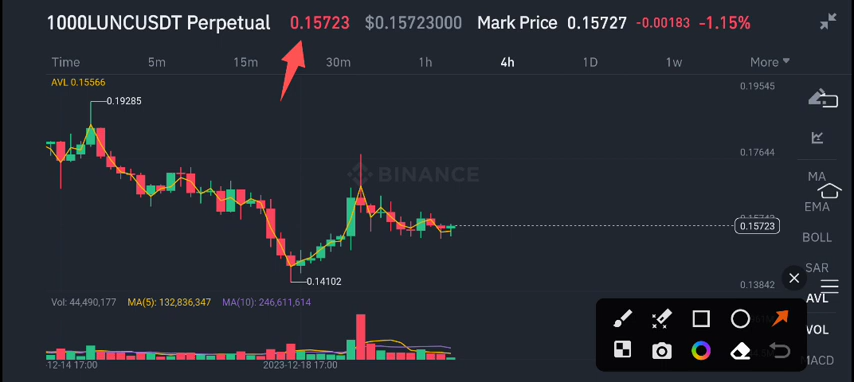 1000LUNCUSDT Perpetual 0.15723 $0.15723000 Mark Price 0.15727 -0.00183 -1.15%
Time 5m 15m 30m 1h 4h 1D 1w More
AVL 0.15566
0.19545
0.19285
0.17644
BINANCE
MA
EMA
0.15723
BOLL
SAR
0.14102
0.13842
AVL
Vol: 44,490,177 MA(5): 132,836,347 MA(10): 246,611,614
VOL
MACD
12-14 17:00 2023-12-18 17:00